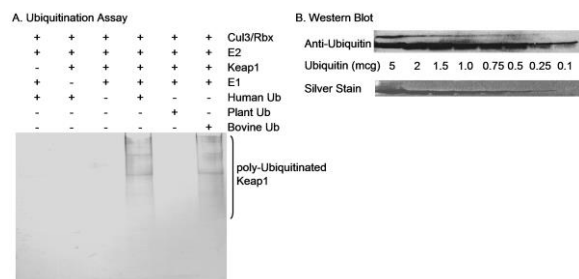 A. Ubiquitination Assay
+ + + + + + Cul3/Rbx
+ + + + + + E2
- + + + + + Keap1
+ - + + + + E1
+ + - + - - Human Ub
- - - - + - Plant Ub
- - - - - + Bovine Ub
poly-Ubiquitinated
Keap1
B. Western Blot
Anti-Ubiquitin
Ubiquitin (mcg) 5 2 1.5 1.0 0.75 0.5 0.25 0.1
Silver Stain